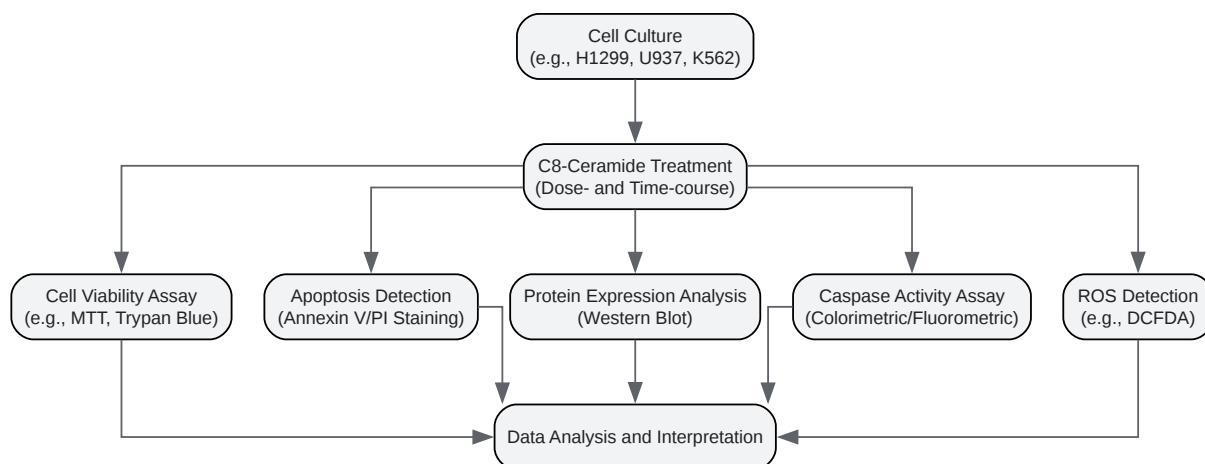 Cell Culture
(e.g., H1299, U937, K562)
C8-Ceramide Treatment
(Dose- and Time-course)
Cell Viability Assay
(e.g., MTT, Trypan Blue)
Apoptosis Detection
(Annexin V/PI Staining)
Protein Expression Analysis
(Western Blot)
Caspase Activity Assay
(Colorimetric/Fluorometric)
ROS Detection
(e.g., DCFDA)
Data Analysis and Interpretation